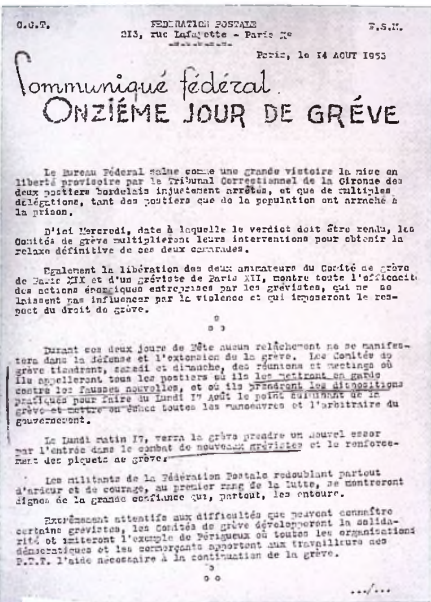 C.G.T. FEDERATION POSTALE F.S.M.
213, rue Lafayette - Paris Xe
Paris, le 14 AOUT 1953
Communiqué fédéral.
ONZIÉME JOUR DE GRÉVE
Le Bureau Fédéral salue comme une grande victoire la mise en
liberté provisoire par le Tribunal Correctionnel de la Gironde des
deux postiers bordelais injustement arrêtés, et que de multiples
délégations, tant des postiers que de la population ont arraché à
la prison.
D'ici Mercredi, date à laquelle le verdict doit être rendu, les
Comités de grève multiplieront leurs interventions pour obtenir la
relaxe définitive de ces deux camarades.
Egalement la libération des deux animateurs du Comité de grève
de Paris XIX et d'un gréviste de Paris XII, montre toute l'efficacité
des actions énergiques entreprises par les grévistes, qui ne se
laissent pas influencer par la violence et qui imposeront le res-
pect du droit de grève.
Durant ces deux jours de Fête aucun relâchement ne se manifes-
tera dans la défense et l'extension de la grève. Les Comités de
grève tiendront, samedi et dimanche, des réunions et meetings où
ils appelleront tous les postiers où ils les mettront en garde
contre les fausses nouvelles, et où ils prendront les dispositions
pratiques pour faire du Lundi 17 Août le point culminant de la
grève et mettre en échec toutes les manoeuvres et l'arbitraire du
gouvernement.
Le Lundi matin 17, verra la grève prendre un nouvel essor
par l'entrée dans le combat de nouveaux grévistes et le renforce-
ment des piquets de grève.
Les militants de la Fédération Postale redoublant partout
d'ardeur et de courage, au premier rang de la lutte, se montreront
dignes de la grande confiance qui, partout, les entoure.
Extrêmement attentifs aux difficultés que peuvent connaître
certains grévistes, les Comités de grève développeront la solida-
rité et imiteront l'exemple de Périgueux où toutes les organisations
démocratiques et les commerçants apportent aux travailleurs des
P.T.T. l'aide nécessaire à la continuation de la grève.
.../...